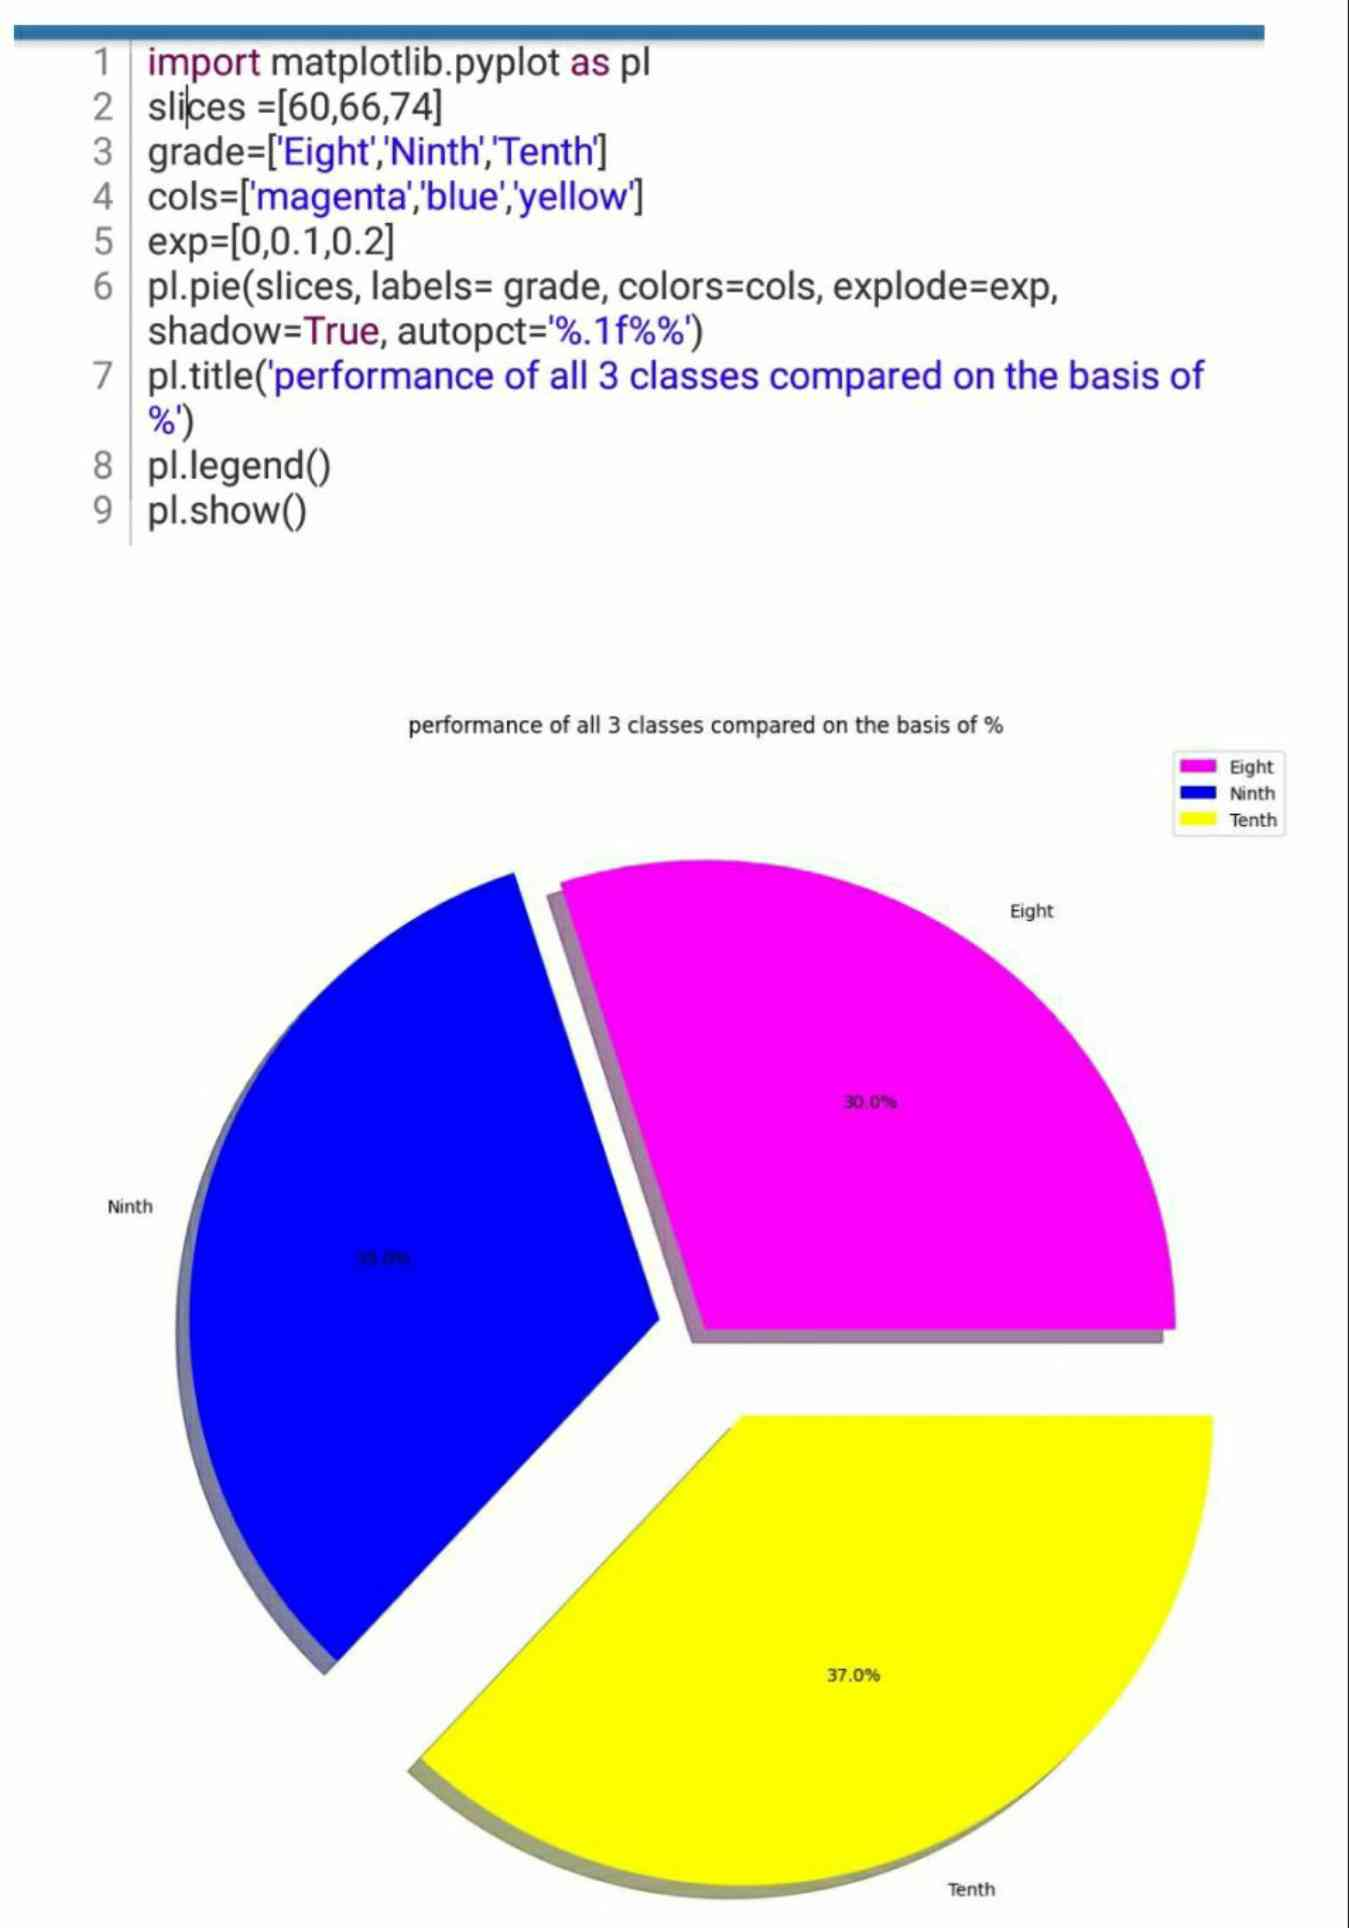 1 import matplotlib.pyplot as pl
2 slices =[60,66,74]
3 grade=['Eight','Ninth','Tenth']
4 cols=['magenta','blue','yellow']
5 exp=[0,0.1,0.2]
6 pl.pie(slices, labels= grade, colors=cols, explode=exp,
shadow=True, autopct='%.1f%%')
7 pl.title('performance of all 3 classes compared on the basis of
%')
8 pl.legend()
9 pl.show()
performance of all 3 classes compared on the basis of %
Eight
Ninth
Tenth
Eight
30.0%
Ninth
33.0%
37.0%
Tenth